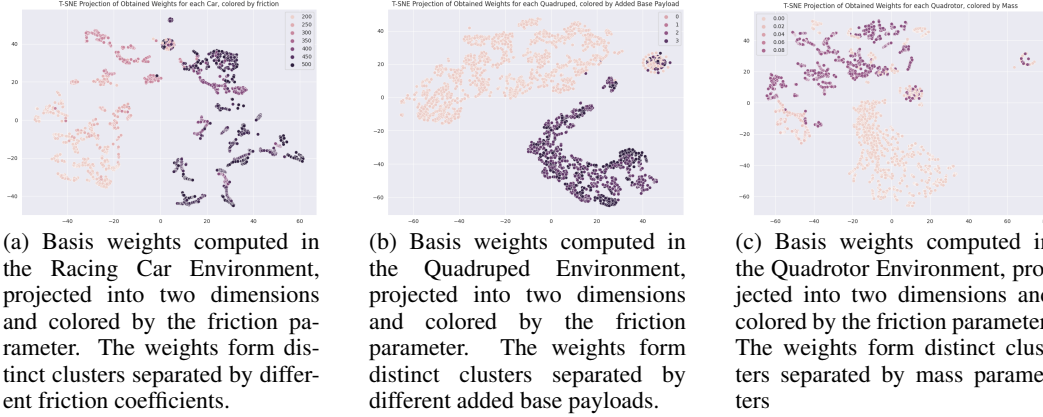 T-SNE Projection of Obtained Weights for each Car, colored by friction
200
250
300
350
400
450
500
40
20
0
−20
−40
−40
−20
0
20
40
60
T-SNE Projection of Obtained Weights for each Quadruped, colored by Added Base Payload
0
1
2
3
40
20
0
−20
−40
−60
−60
−40
−20
0
20
40
T-SNE Projection of Obtained Weights for each Quadrotor, colored by Mass
0.00
0.02
0.04
0.06
0.08
40
20
0
−20
−40
−60
−60
−40
−20
0
20
40
60
(a) Basis weights computed in
the Racing Car Environment,
projected into two dimensions
and colored by the friction pa-
rameter. The weights form dis-
tinct clusters separated by differ-
ent friction coefficients.
(b) Basis weights computed in
the Quadruped Environment,
projected into two dimensions
and colored by the friction
parameter. The weights form
distinct clusters separated by
different added base payloads.
(c) Basis weights computed in
the Quadrotor Environment, pro
jected into two dimensions and
colored by the friction parameter
The weights form distinct clus
ters separated by mass parame
ters